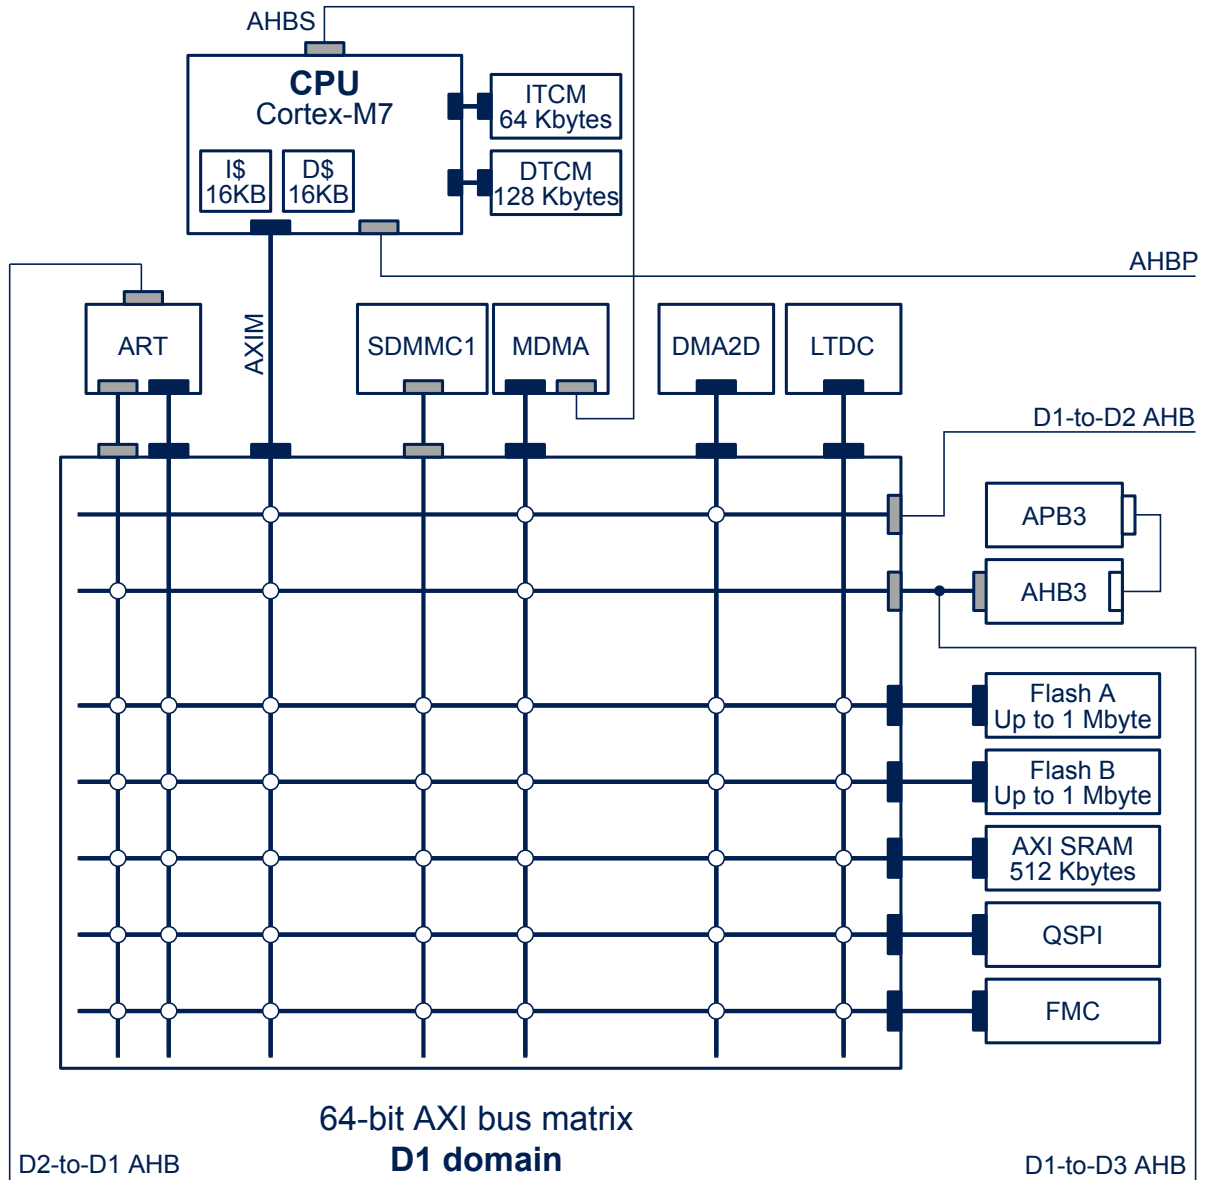 AHBS
CPU
Cortex-M7
ITCM
64 Kbytes
I$
16KB
D$
16KB
DTCM
128 Kbytes
AHBP
ART
AXIM
SDMMC1
MDMA
DMA2D
LTDC
D1-to-D2 AHB
APB3
AHB3
Flash A
Up to 1 Mbyte
Flash B
Up to 1 Mbyte
AXI SRAM
512 Kbytes
QSPI
FMC
64-bit AXI bus matrix
D1 domain
D2-to-D1 AHB
D1-to-D3 AHB